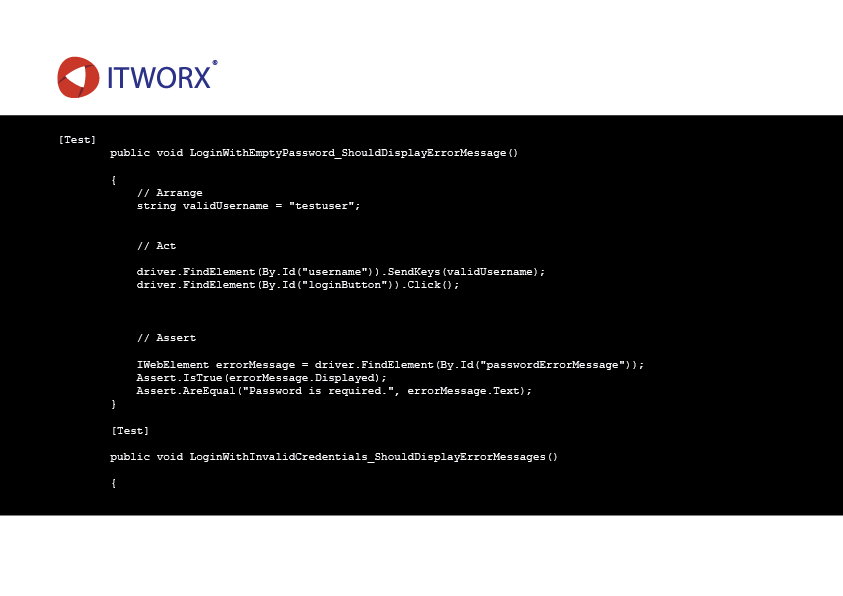 ITWORX®
[Test]
public void LoginWithEmptyPassword_ShouldDisplayErrorMessage()
{
// Arrange
string validUsername = "testuser";
// Act
driver.FindElement(By.Id("username")).SendKeys(validUsername);
driver.FindElement(By.Id("loginButton")).Click();
// Assert
IWebElement errorMessage = driver.FindElement(By.Id("passwordErrorMessage"));
Assert.IsTrue(errorMessage.Displayed);
Assert.AreEqual("Password is required.", errorMessage.Text);
}
[Test]
public void LoginWithInvalidCredentials_ShouldDisplayErrorMessages()
{